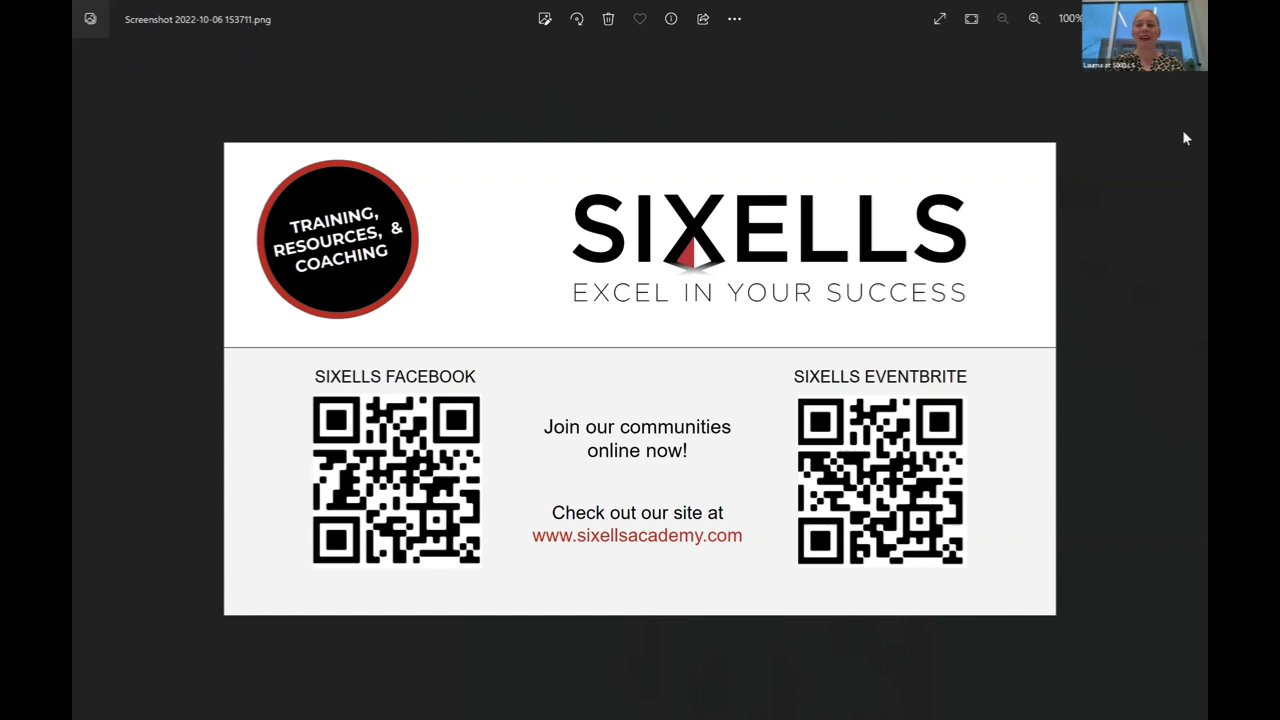 Screenshot 2022-10-06 153711.png
100%
TRAINING,
RESOURCES, &
COACHING
SIXELLS
EXCEL IN YOUR SUCCESS
SIXELLS FACEBOOK
SIXELLS EVENTBRITE
Join our communities
online now!
Check out our site at
www.sixellsacademy.com